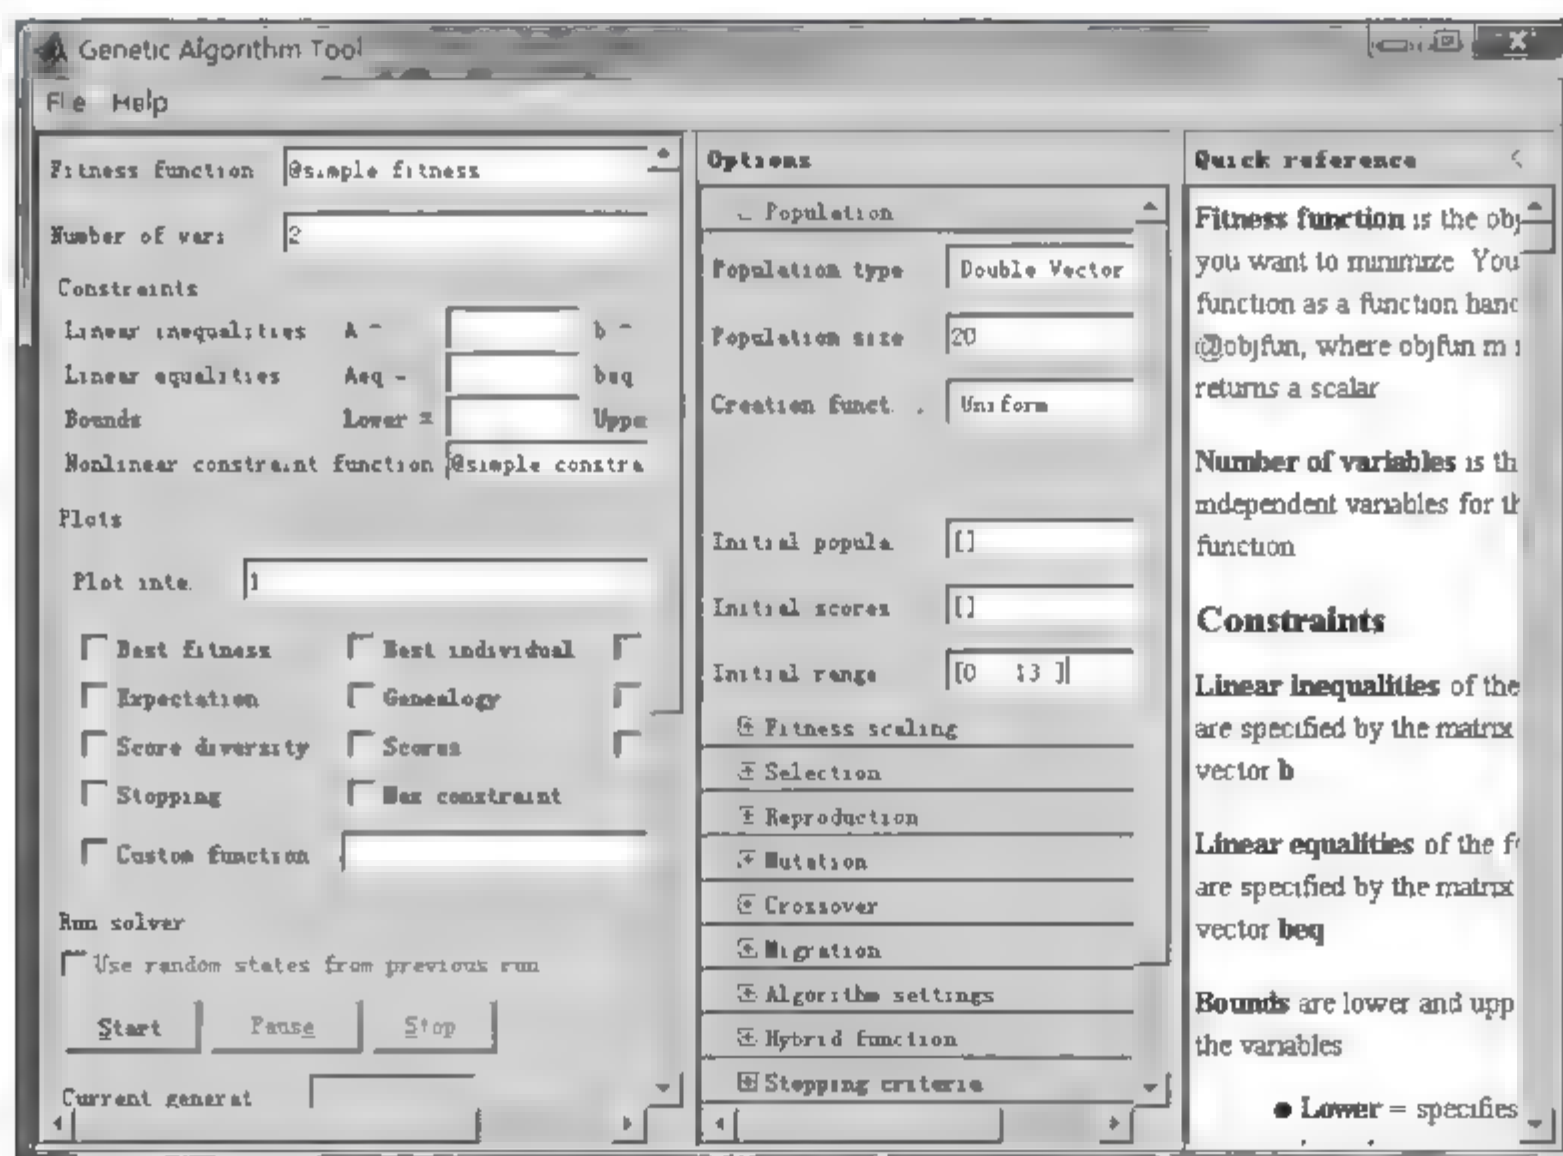 Genetic Algorithm Tool
File Help
Fitness function @simple fitness
Number of vari 2
Constraints
Linear inequalities A = b =
Linear equalities Aeq = beq
Bounds Lower = Uppe
Nonlinear constraint function @simple constra
Plots
Plot inte. 1
Best fitness Best individual
Expectation Genealogy
Score diversity Scores
Stopping Max constraint
Custom function
Run solver
Use random states from previous run
Start Pause Stop
Current generat
Options
Population
Population type Double Vector
Population size 20
Creation funct. . Uniform
Initial popula. []
Initial scores []
Initial range
Fitness scaling
Selection
Reproduction
Mutation
Crossover
Migration
Algorithm settings
Hybrid function
Stopping criteria
Quick reference <
Fitness function is the obj
you want to minimize You
function as a function hand
@objfun, where objfun m
returns a scalar
Number of variables is th
independent variables for th
function
Constraints
Linear inequalities of the
are specified by the matrix
vector b
Linear equalities of the f
are specified by the matrix
vector beq
Bounds are lower and upp
the variables
● Lower = specifies